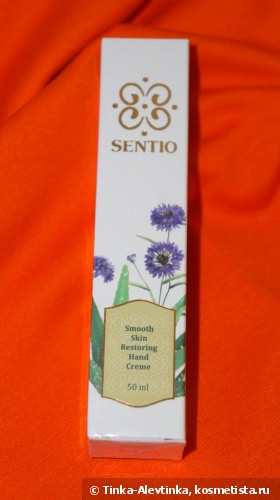 SENTIO
Smooth
Skin
Restoring
Hand
Creme
50 ml
© Tinka-Alevtinka, kosmetista.ru